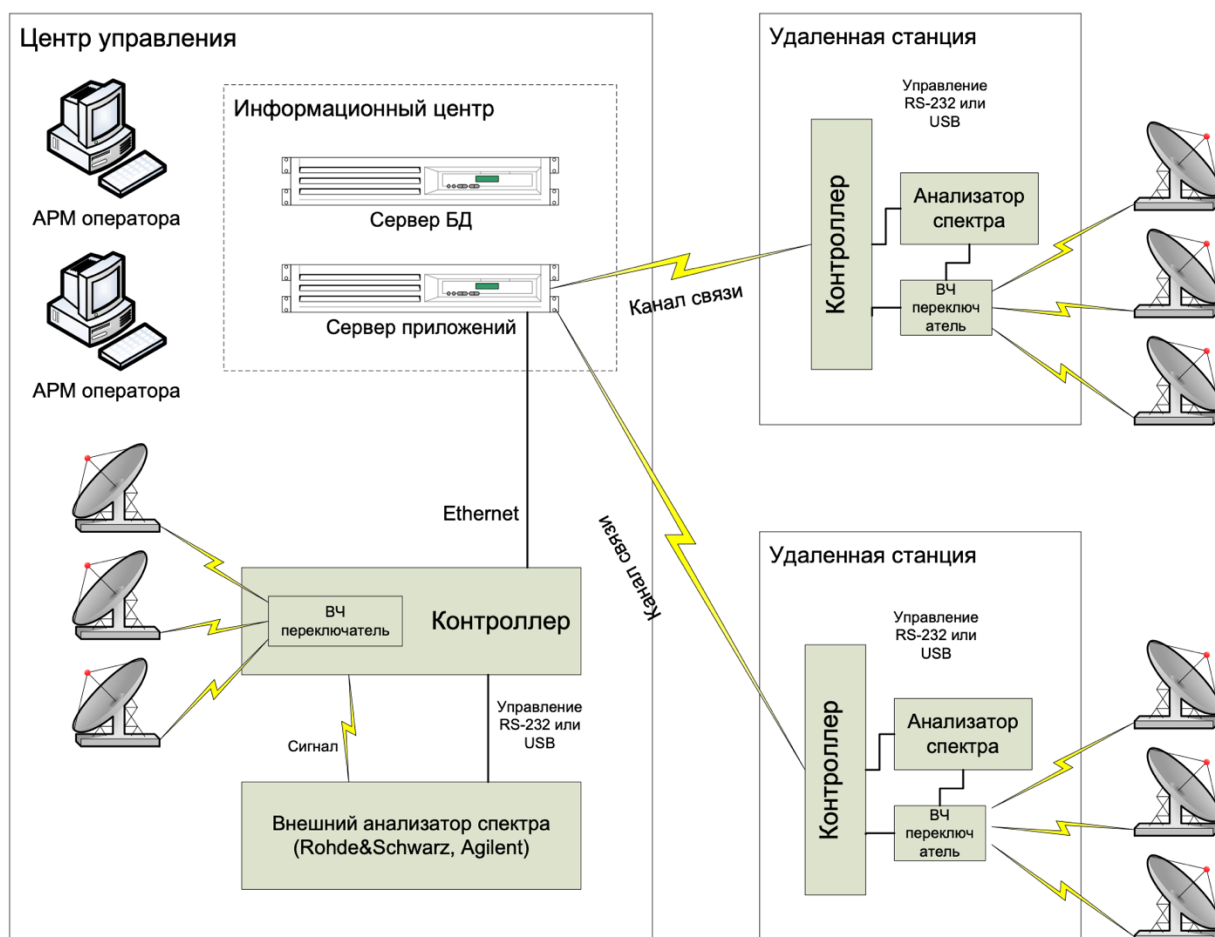 Центр управления
АРМ оператора
АРМ оператора
Информационный центр
Сервер БД
Сервер приложений
Ethernet
ВЧ
переключатель
Контроллер
Сигнал
Управление
RS-232 или
USB
Внешний анализатор спектра
(Rohde&Schwarz, Agilent)
Канал связи
Канал связи
Удаленная станция
Управление
RS-232 или
USB
Контроллер
Анализатор
спектра
ВЧ
переключ
атель
Удаленная станция
Управление
RS-232 или
USB
Контроллер
Анализатор
спектра
ВЧ
переключ
атель